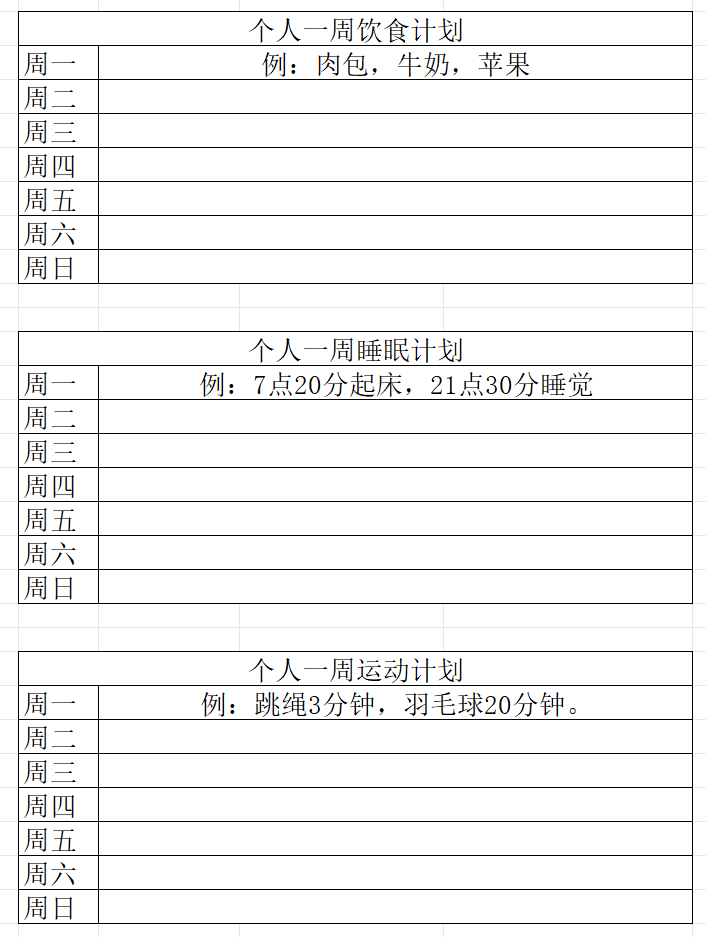 个人一周饮食计划
周一 例：肉包，牛奶，苹果
周二
周三
周四
周五
周六
周日
个人一周睡眠计划
周一 例：7点20分起床，21点30分睡觉
周二
周三
周四
周五
周六
周日
个人一周运动计划
周一 例：跳绳3分钟，羽毛球20分钟。
周二
周三
周四
周五
周六
周日